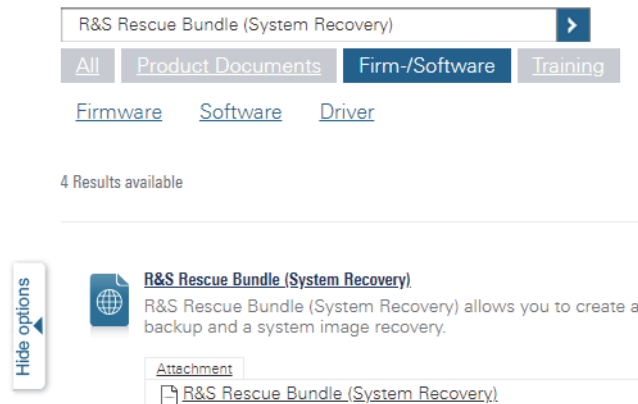 R&S Rescue Bundle (System Recovery)
All Product Documents Firm-/Software Training
Firmware Software Driver
4 Results available
Hide options
R&S Rescue Bundle (System Recovery)
R&S Rescue Bundle (System Recovery) allows you to create a
backup and a system image recovery.
Attachment
R&S Rescue Bundle (System Recovery)